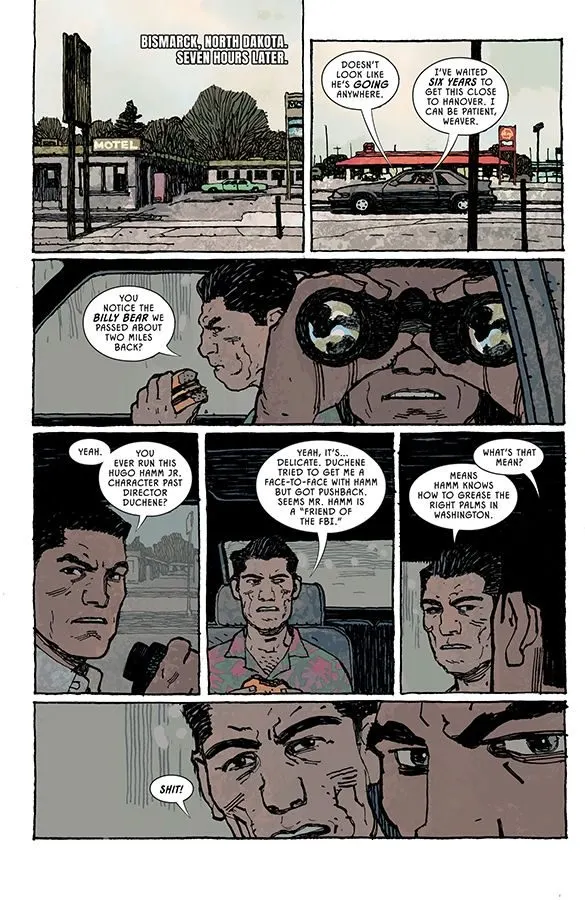 BISMARCK, NORTH DAKOTA.
SEVEN HOURS LATER.
MOTEL
DOESN'T
LOOK LIKE
HE'S GOING
ANYWHERE.
I'VE WAITED
SIX YEARS TO
GET THIS CLOSE
TO HANOVER. I
CAN BE PATIENT,
WEAVER.
YOU
NOTICE THE
BILLY BEAR WE
PASSED ABOUT
TWO MILES
BACK?
YEAH.
YOU
EVER RUN THIS
HUGO HAMM JR.
CHARACTER PAST
DIRECTOR
DUCHENE?
YEAH, IT'S...
DELICATE. DUCHENE
TRIED TO GET ME A
FACE-TO-FACE WITH HAMM
BUT GOT PUSHBACK.
SEEMS MR. HAMM IS
A "FRIEND OF
THE FBI."
WHAT'S THAT
MEAN?
MEANS
HAMM KNOWS
HOW TO GREASE THE
RIGHT PALMS IN
WASHINGTON.
SHIT!